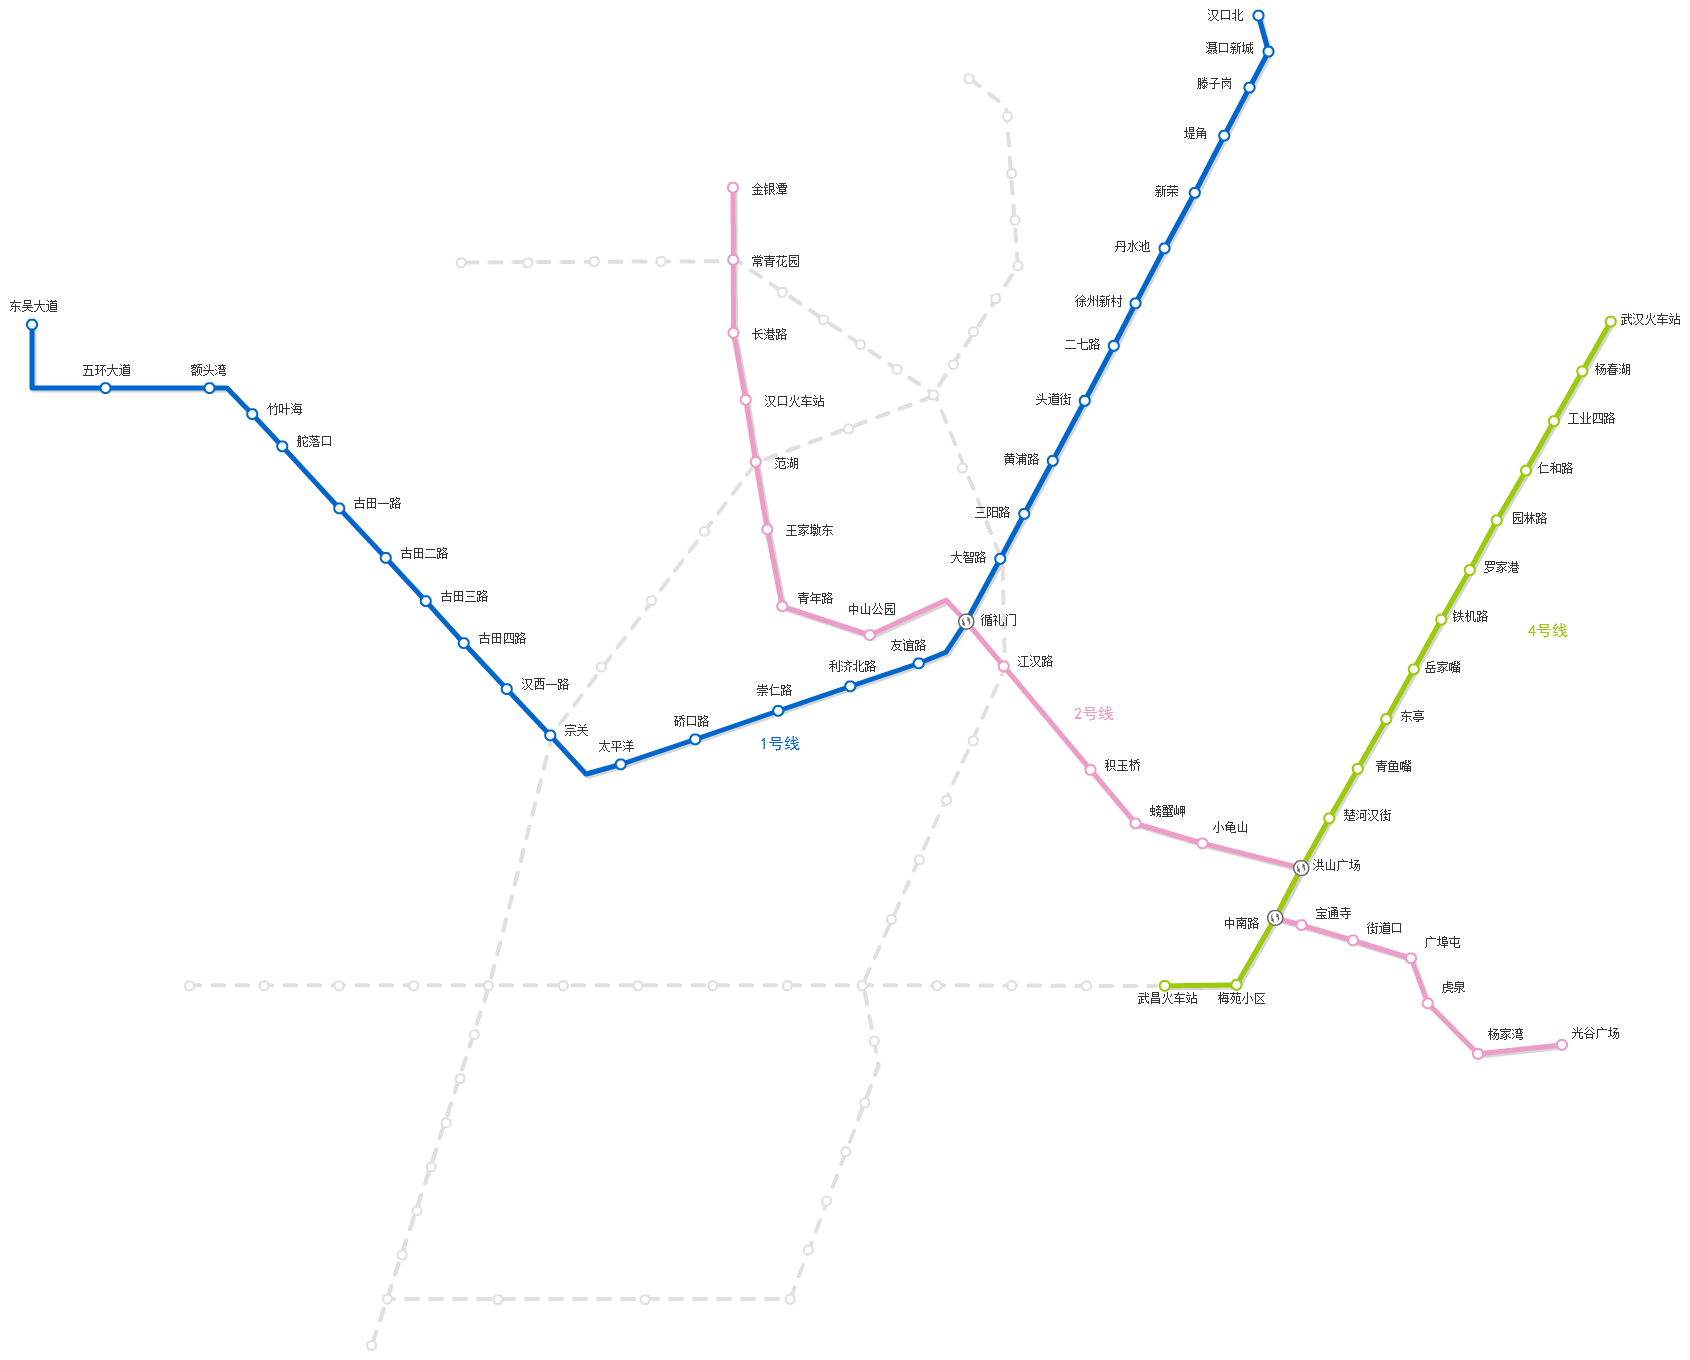 汉口北
滠口新城
滕子岗
堤角
新荣
丹水池
徐州新村
二七路
头道街
黄浦路
三阳路
大智路
循礼门
友谊路
利济北路
崇仁路
硚口路
太平洋
宗关
汉西一路
古田四路
古田三路
古田二路
古田一路
舵落口
竹叶海
额头湾
五环大道
东吴大道
1号线
金银潭
常青花园
长港路
汉口火车站
范湖
王家墩东
青年路
中山公园
江汉路
积玉桥
螃蟹岬
小龟山
洪山广场
中南路
宝通寺
街道口
广埠屯
虎泉
杨家湾
光谷广场
2号线
武汉火车站
杨春湖
工业四路
仁和路
园林路
罗家港
铁机路
岳家嘴
东亭
青鱼嘴
楚河汉街
梅苑小区
武昌火车站
4号线